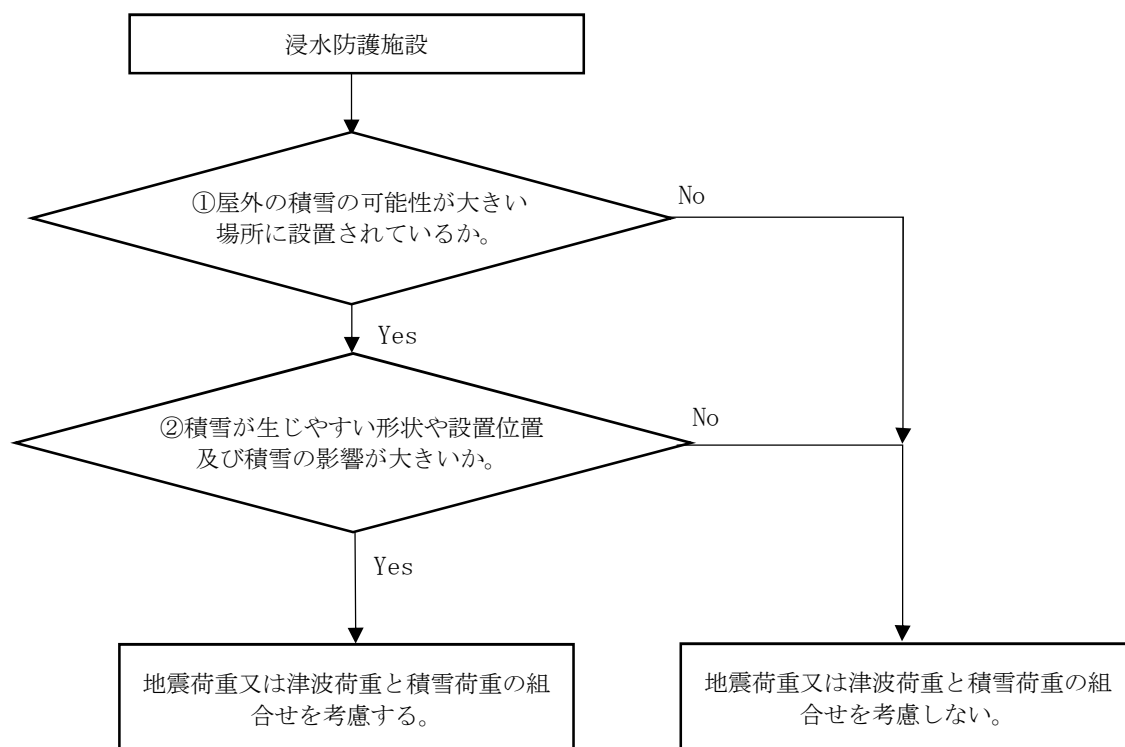 浸水防護施設
①屋外の積雪の可能性が大きい
場所に設置されているか。
No
Yes
②積雪が生じやすい形状や設置位置
及び積雪の影響が大きいか。
No
Yes
地震荷重又は津波荷重と積雪荷重の組
合せを考慮する。
地震荷重又は津波荷重と積雪荷重の組
合せを考慮しない。